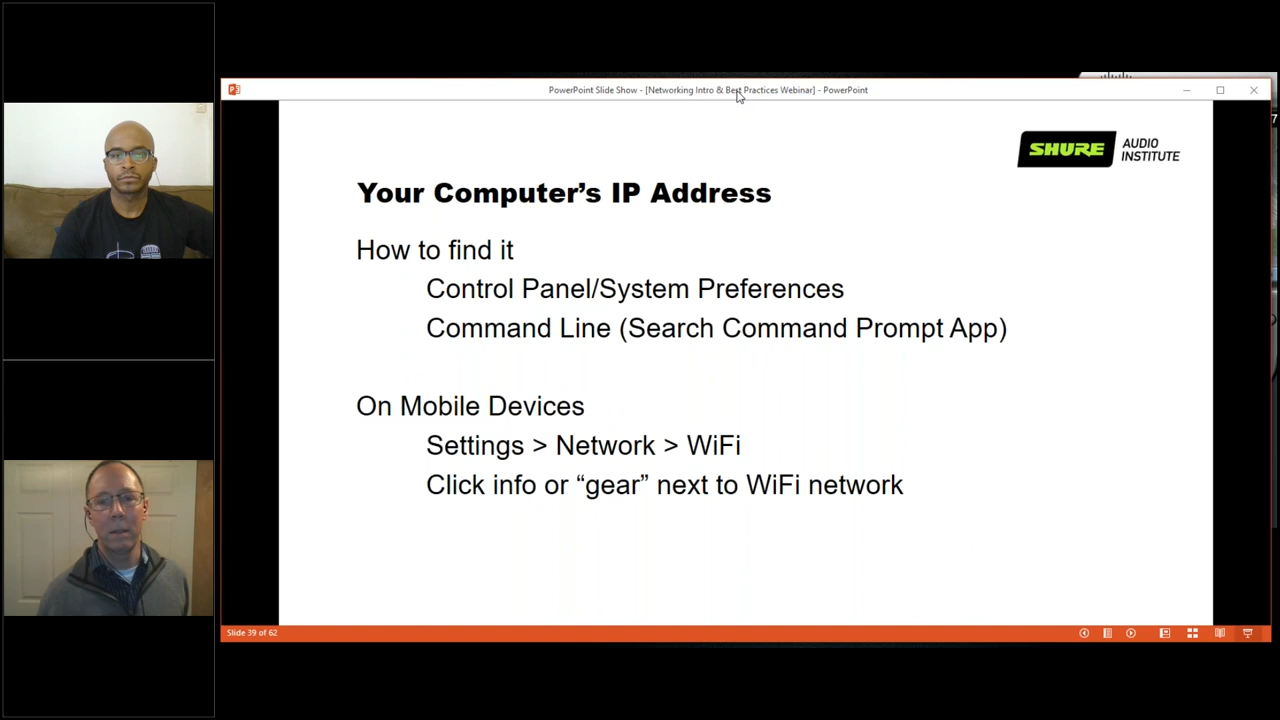 PowerPoint Slide Show - [Networking Intro & Best Practices Webinar] - PowerPoint
SHURE AUDIO INSTITUTE
Your Computer’s IP Address
How to find it
Control Panel/System Preferences
Command Line (Search Command Prompt App)
On Mobile Devices
Settings > Network > WiFi
Click info or “gear” next to WiFi network
Slide 39 of 62
7